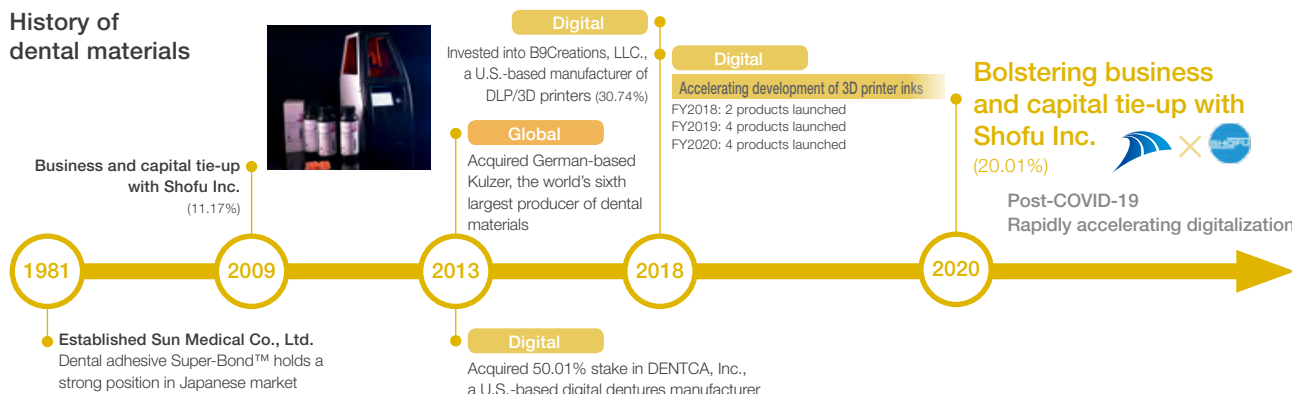 History of
dental materials
Digital
Invested into B9Creations, LLC.,
a U.S.-based manufacturer of
DLP/3D printers (30.74%)
Digital
Accelerating development of 3D printer inks
FY2018: 2 products launched
FY2019: 4 products launched
FY2020: 4 products launched
Bolstering business
and capital tie-up with
Shofu Inc.
(20.01%)
SHOFU
Post-COVID-19
Rapidly accelerating digitalization
Global
Acquired German-based
Kulzer, the world's sixth
largest producer of dental
materials
Business and capital tie-up
with Shofu Inc.
(11.17%)
1981
2009
2013
2018
2020
Established Sun Medical Co., Ltd.
Dental adhesive Super-Bond™ holds a
strong position in Japanese market
Digital
Acquired 50.01% stake in DENTCA, Inc.,
a U.S.-based digital dentures manufacturer